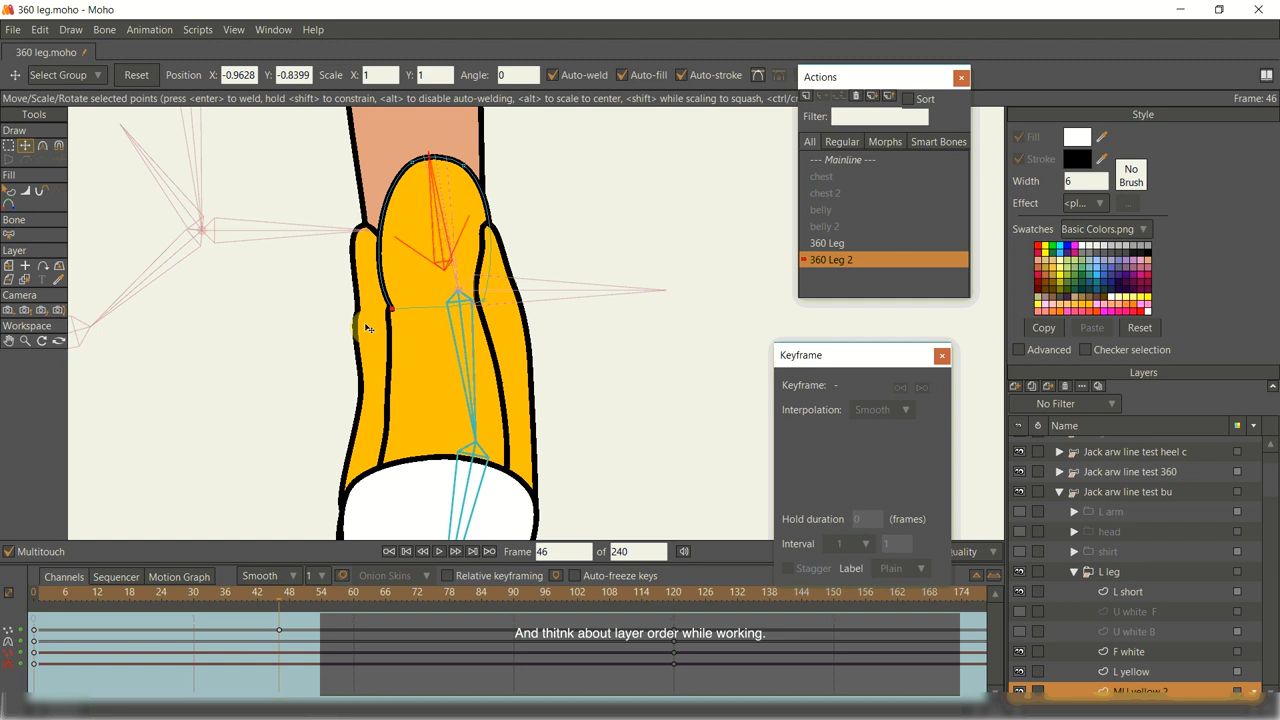 360 leg.moho - Moho
File Edit Draw Bone Animation Scripts View Window Help
360 leg.moho
Select Group Reset Position X: -0.9628 Y: -0.8399 Scale X: 1 Y: 1 Angle: 0 Auto-weld Auto-fill Auto-stroke
Move/Scale/Rotate selected points (press <enter> to weld, hold <shift> to constrain, <alt> to disable auto-welding, <alt> to scale to center, <shift> while scaling to squash, <ctrl/c Frame: 46
Tools
Draw
Fill
Bone
Layer
Camera
Workspace
Actions
Sort
Filter:
All Regular Morphs Smart Bones
--- Mainline ---
chest
chest 2
belly
belly 2
360 Leg
360 Leg 2
Keyframe
Keyframe: -
Interpolation: Smooth
Hold duration 0 (frames)
Interval 1 1
Stagger Label Plain
Style
Fill
Stroke
No Brush
Width 6
Effect <pl... ...
Swatches Basic Colors.png
Copy Paste Reset
Advanced Checker selection
Layers
No Filter
Name
Jack arw line test heel c
Jack arw line test 360
Jack arw line test bu
L arm
head
shirt
L leg
L short
U white F
U white B
F white
L yellow
MU yellow 2
Multitouch Frame 46 of 240 uality
Channels Sequencer Motion Graph Smooth 1 Onion Skins Relative keyframing Auto-freeze keys
0 6 12 18 24 30 36 42 48 54 60 66 72 78 84 90 96 102 108 114 120 126 132 138 144 150 156 162 168 174
And thitnk about layer order while working.